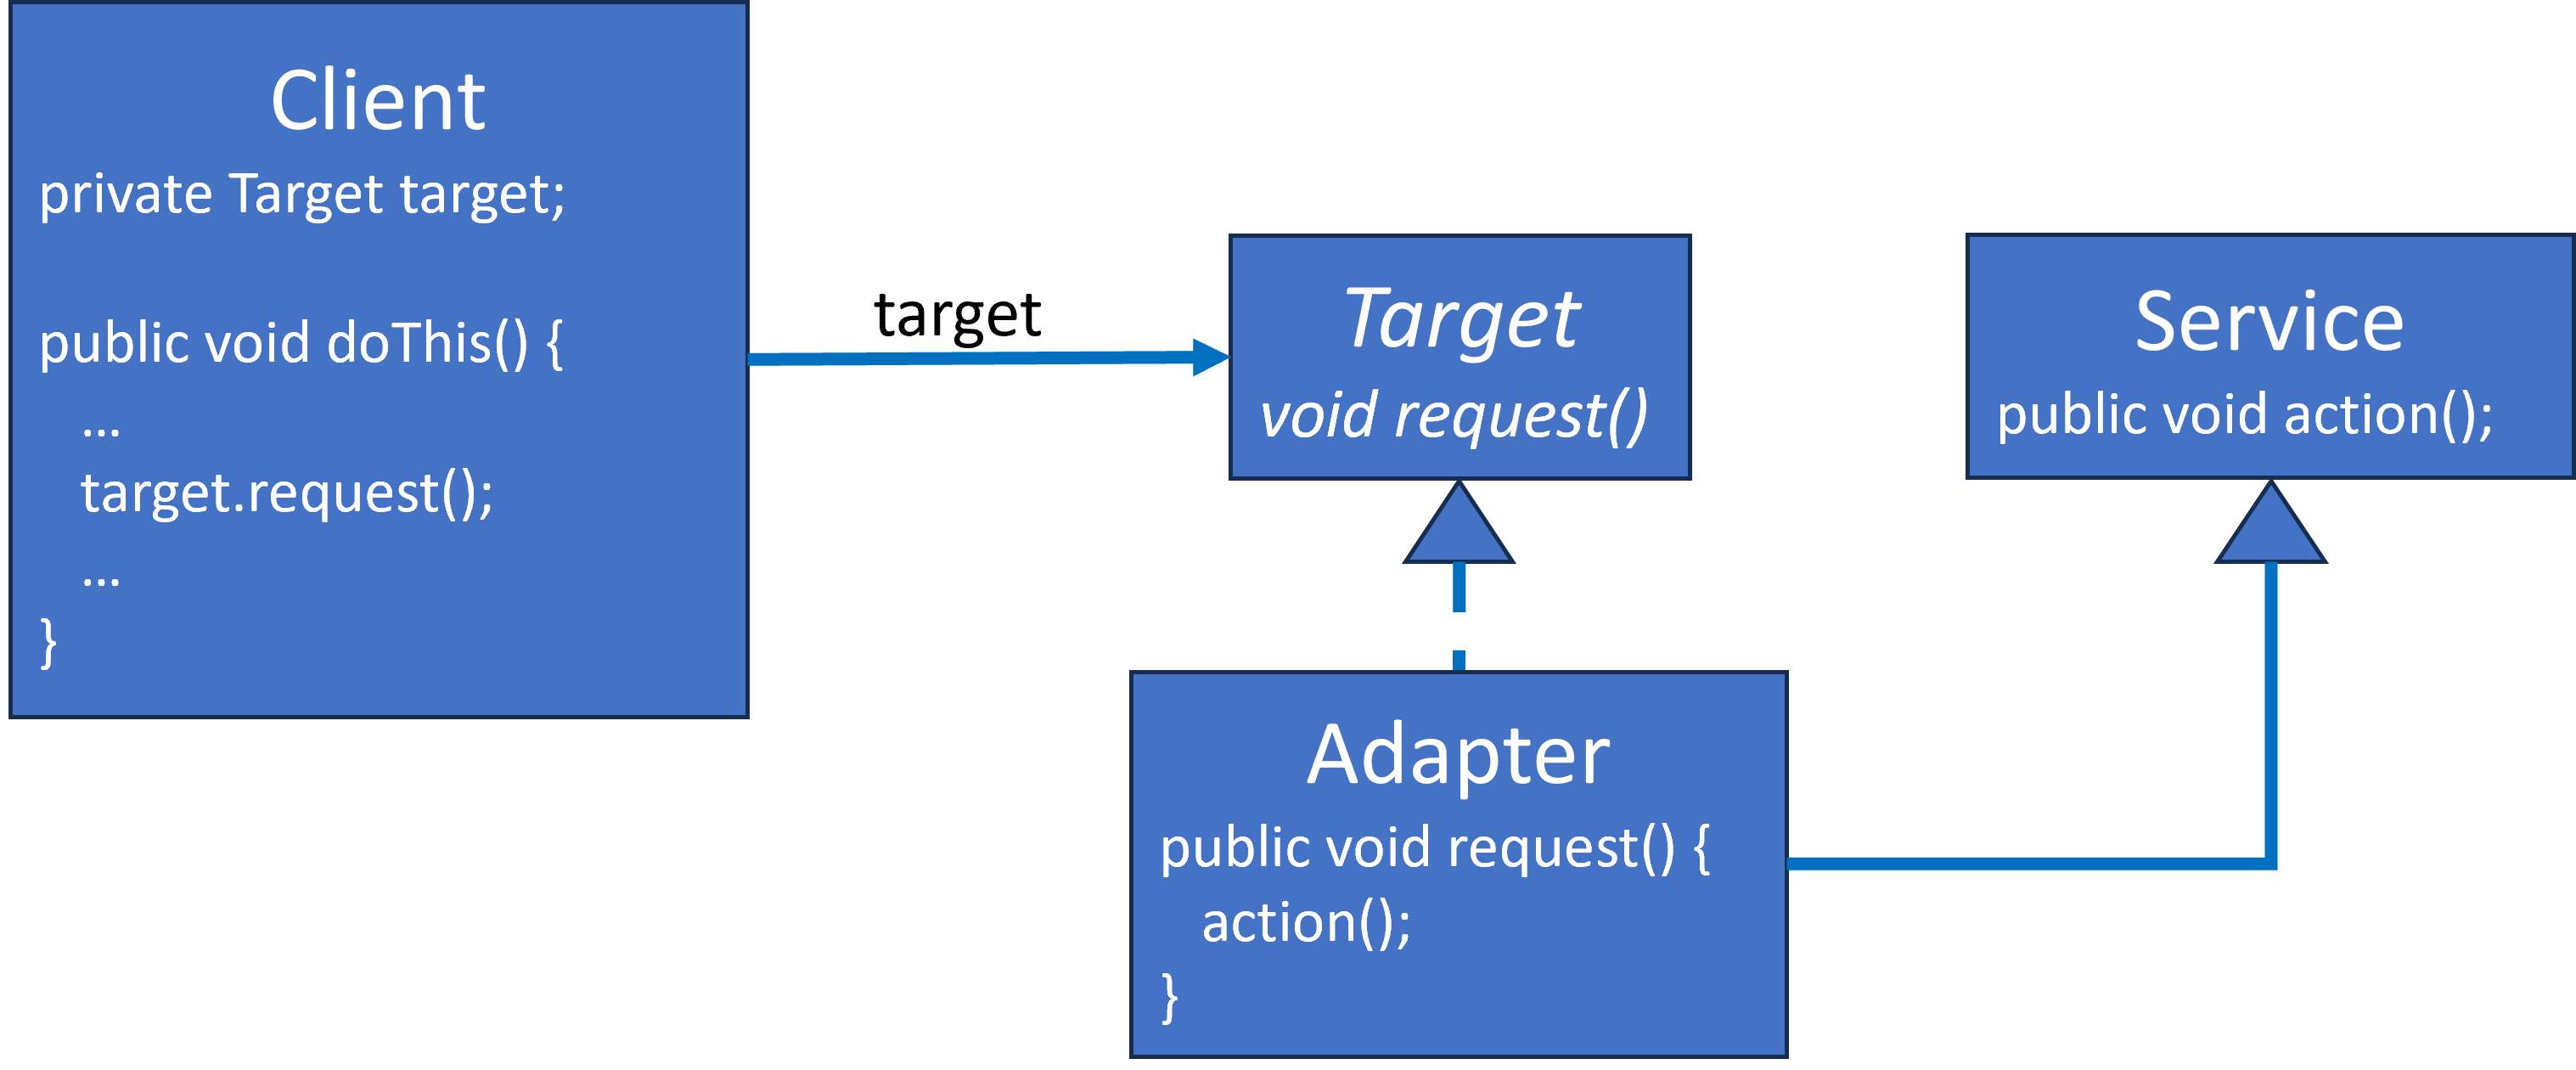 Client
private Target target;
public void doThis() {
...
target.request();
...
}
target
Target
void request()
Service
public void action();
Adapter
public void request() {
action();
}